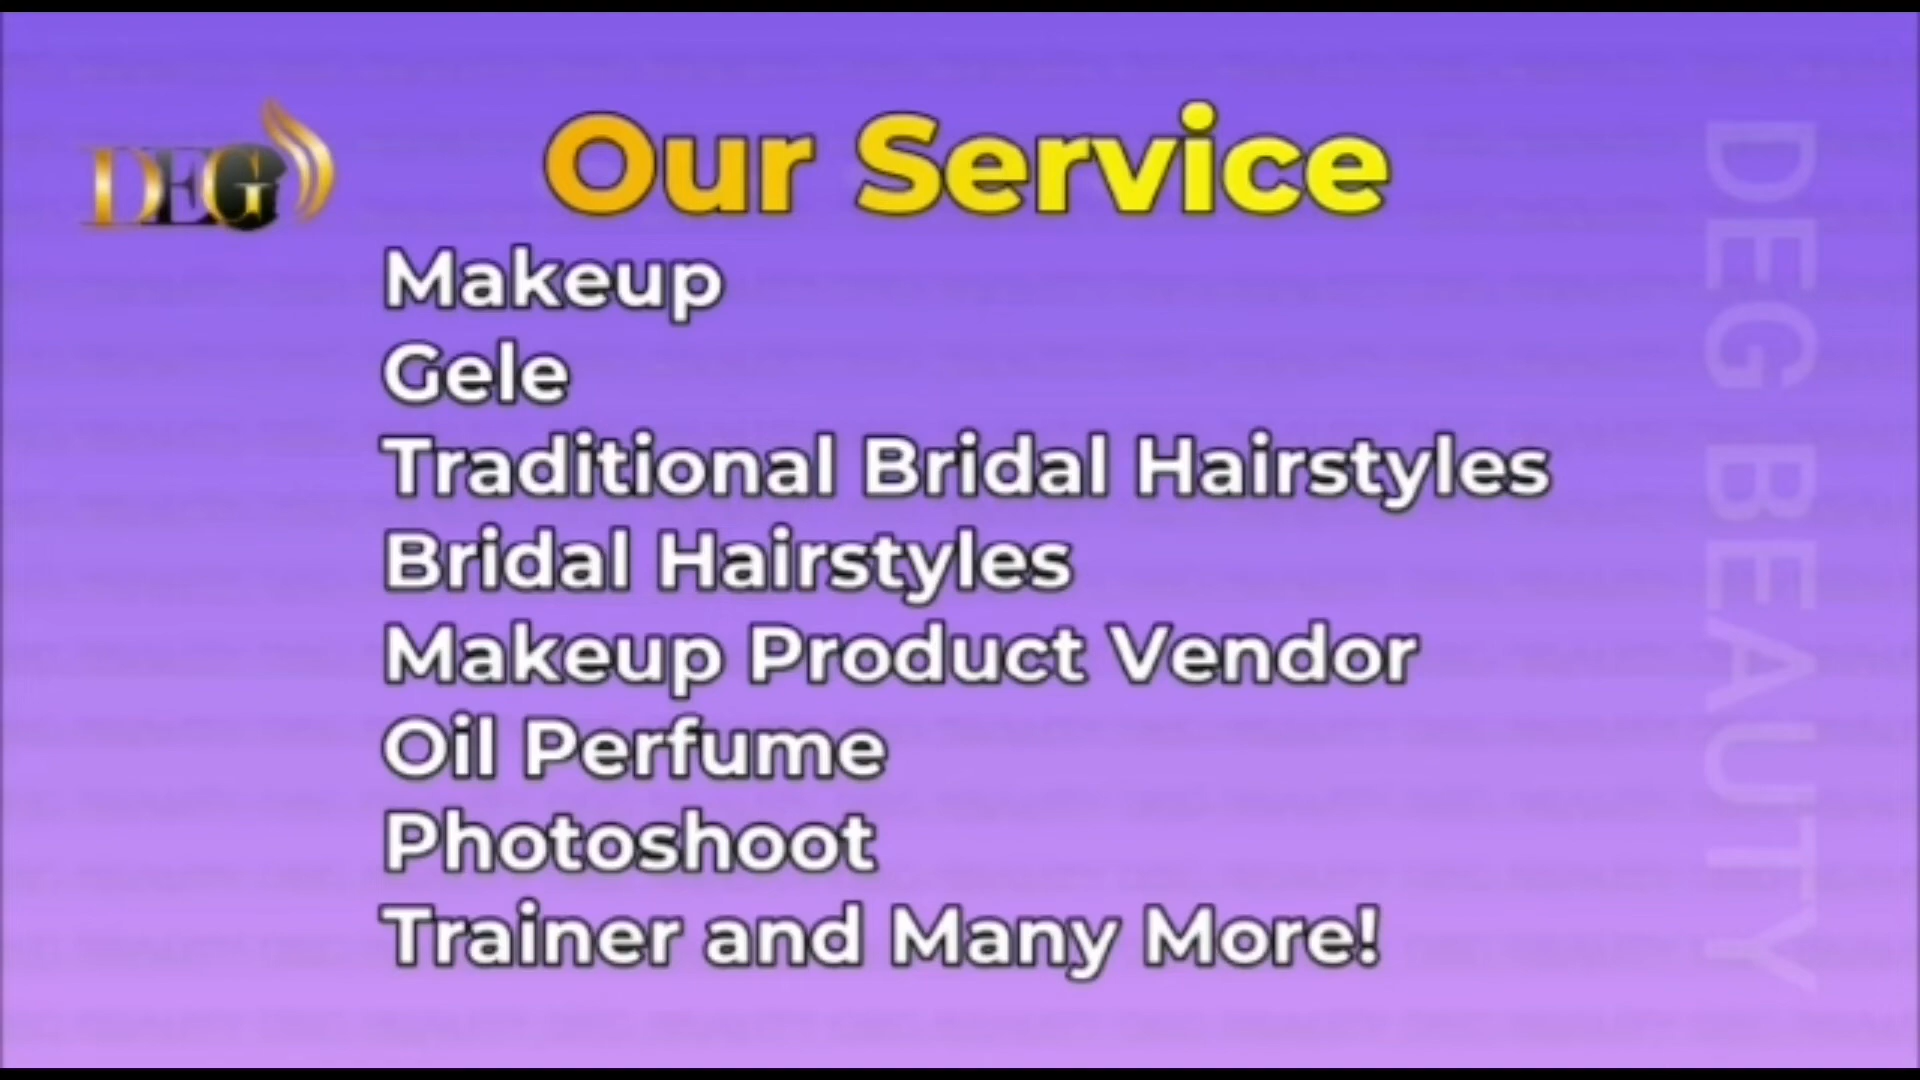 DEG
Our Service
Makeup
Gele
Traditional Bridal Hairstyles
Bridal Hairstyles
Makeup Product Vendor
Oil Perfume
Photoshoot
Trainer and Many More!
DEG BEAUTY